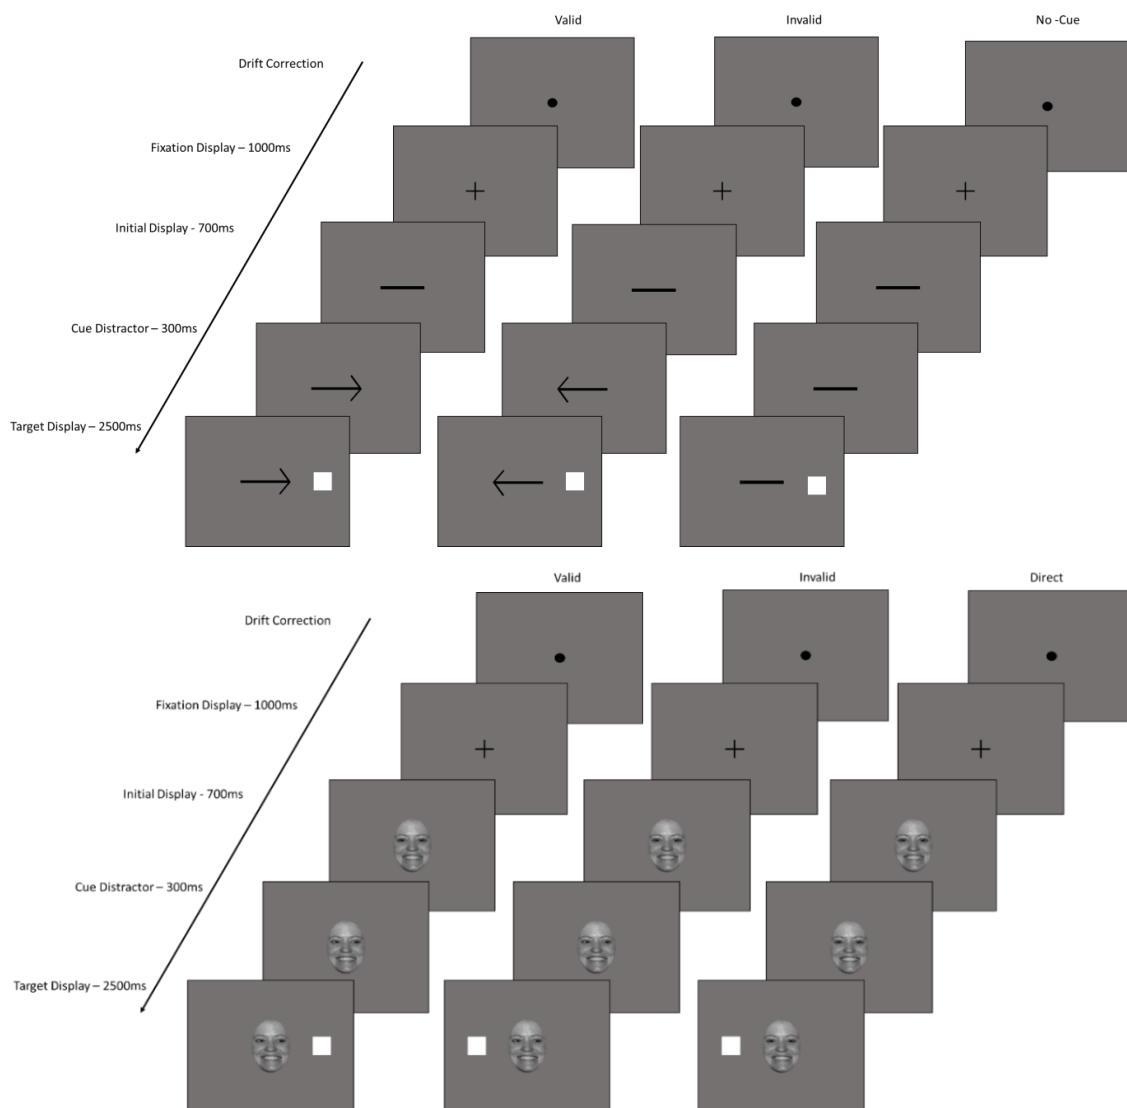 Valid Invalid No -Cue
Drift Correction
Fixation Display – 1000ms
Initial Display - 700ms
Cue Distractor – 300ms
Target Display – 2500ms
Valid Invalid Direct
Drift Correction
Fixation Display – 1000ms
Initial Display - 700ms
Cue Distractor – 300ms
Target Display – 2500ms